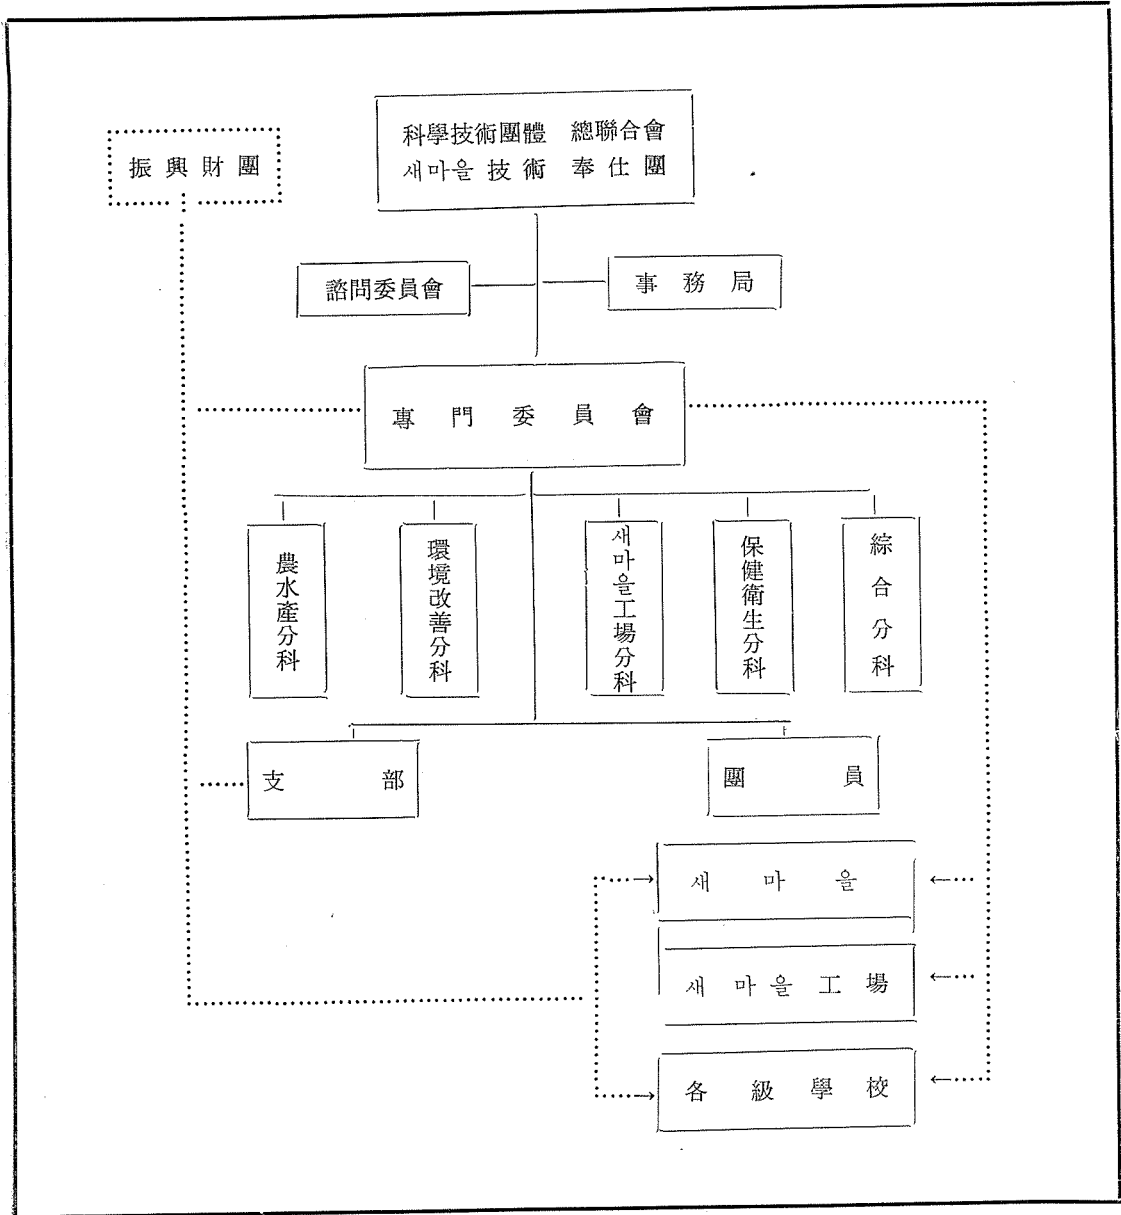 科學技術團體 總聯合會
새마을 技術 奉仕團
振興財團
諮問委員會
事務局
專門委員會
農水產分科
環境改善分科
새마을工場分科
保健衛生分科
綜合分科
支部
團員
새마을
새마을工場
各級學校